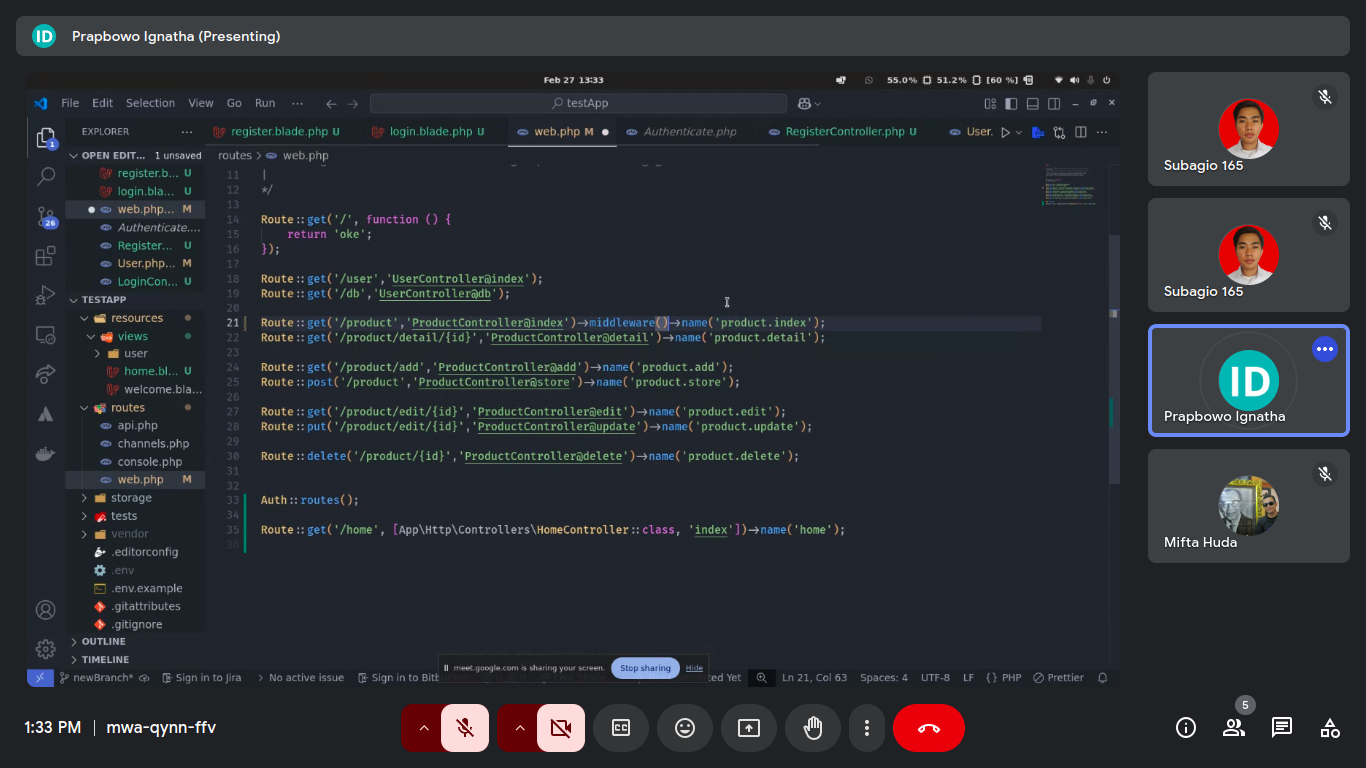 ID Prapbowo Ignatha (Presenting)
Feb 27 13:33
55.0% 51.2% [60 %]
File Edit Selection View Go Run ··· testApp
EXPLORER ···
register.blade.php U login.blade.php U web.php M ● Authenticate.php RegisterController.php U User.
OPEN EDIT... 1 unsaved
routes > web.php
register.b... U
login.bla... U
● web.php... M
Authenticate....
Register... U
User.php... M
LoginCon... U
TESTAPP
resources
views
user
home.bl... U
welcome.bla...
routes
api.php
channels.php
console.php
web.php M
storage
tests
vendor
.editorconfig
.env
.env.example
.gitattributes
.gitignore
OUTLINE
TIMELINE
1
26
11 |
12 */
13
14 Route::get('/', function () {
15 return 'oke';
16 });
17
18 Route::get('/user','UserController@index');
19 Route::get('/db','UserController@db');
20
21 Route::get('/product','ProductController@index')->middleware()->name('product.index');
22 Route::get('/product/detail/{id}','ProductController@detail')->name('product.detail');
23
24 Route::get('/product/add','ProductController@add')->name('product.add');
25 Route::post('/product','ProductController@store')->name('product.store');
26
27 Route::get('/product/edit/{id}','ProductController@edit')->name('product.edit');
28 Route::put('/product/edit/{id}','ProductController@update')->name('product.update');
29
30 Route::delete('/product/{id}','ProductController@delete')->name('product.delete');
31
32
33 Auth::routes();
34
35 Route::get('/home', [App\Http\Controllers\HomeController::class, 'index'])->name('home');
36
meet.google.com is sharing your screen. Stop sharing Hide
newBranch* Sign in to Jira No active issue Sign in to Bitb ted Yet Ln 21, Col 63 Spaces: 4 UTF-8 LF {} PHP Prettier
Subagio 165
Subagio 165
ID
Prapbowo Ignatha
Mifta Huda
1:33 PM | mwa-qynn-ffv
5